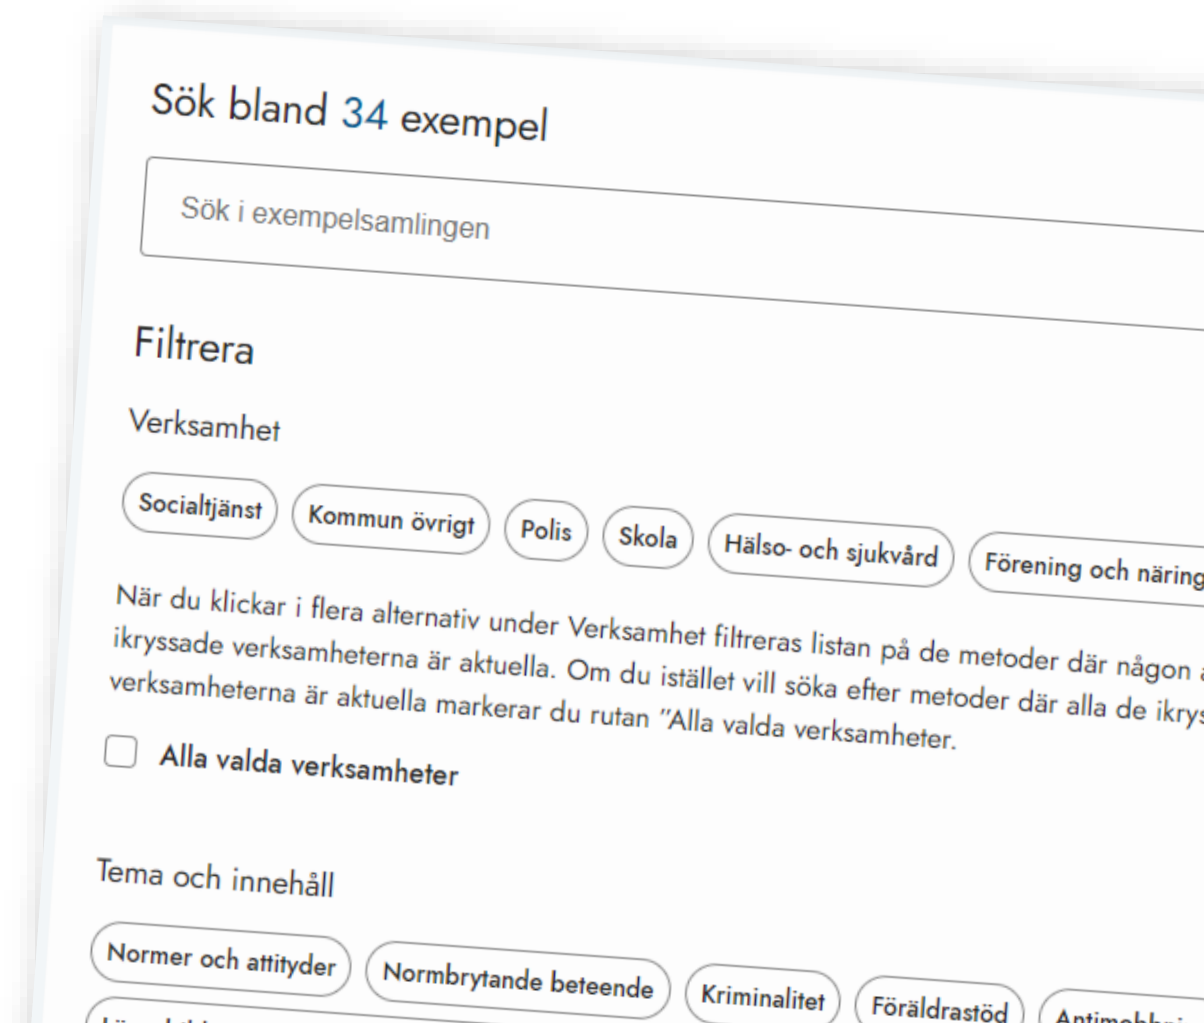 Sök bland 34 exempel
Sök i exempelsamlingen
Filtrera
Verksamhet
Socialtjänst Kommun övrigt Polis Skola Hälso- och sjukvård Förening och näring
När du klickar i flera alternativ under Verksamhet filtreras listan på de metoder där någon
ikryssade verksamheterna är aktuella. Om du istället vill söka efter metoder där alla de ikrys
verksamheterna är aktuella markerar du rutan "Alla valda verksamheter.
Alla valda verksamheter
Tema och innehåll
Normer och attityder Normbrytande beteende Kriminalitet Föräldrastöd